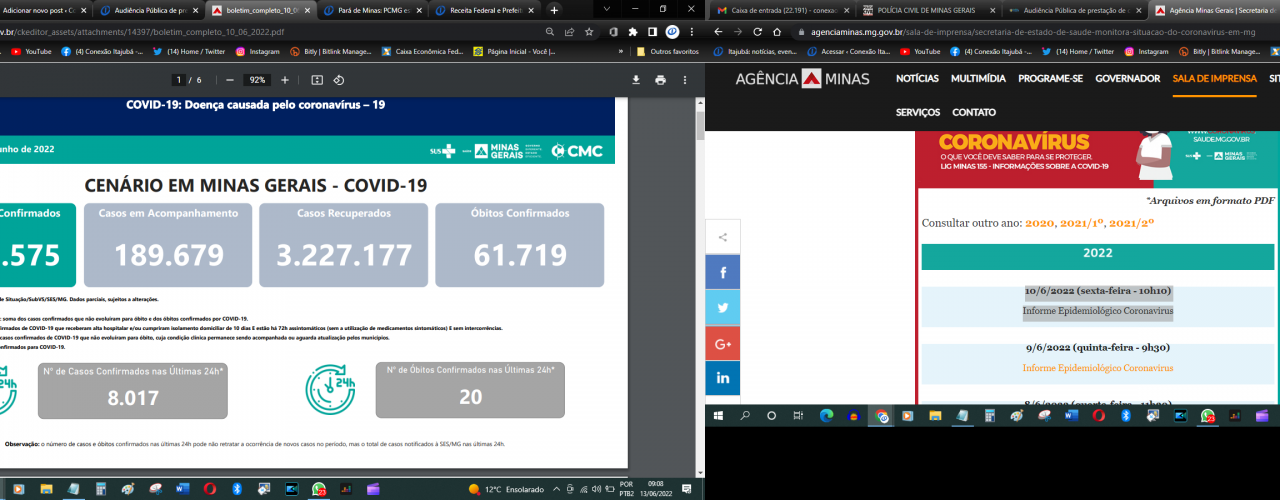 Adicionar novo post ‹ Co
Audiência Pública de pre
boletim_completo_10_06
Pará de Minas: PCMG es
Receita Federal e Prefeit
v.br/ckeditor_assets/attachments/14397/boletim_completo_10_06_2022.pdf
YouTube
(4) Conexão Itajubá -...
(14) Home / Twitter
Instagram
Bitly | Bitlink Manage...
Caixa Econômica Fed...
Página Inicial - Você |...
»
Outros favoritos
1 / 6
92%
COVID-19: Doença causada pelo coronavírus – 19
unho de 2022
SUS
MINAS GERAIS
CMC
CENÁRIO EM MINAS GERAIS - COVID-19
Confirmados
.575
Casos em Acompanhamento
189.679
Casos Recuperados
3.227.177
Óbitos Confirmados
61.719
de Situação/SubVS/SES/MG. Dados parciais, sujeitos a alterações.
: soma dos casos confirmados que não evoluíram para óbito e dos óbitos confirmados por COVID-19.
irmados de COVID-19 que receberam alta hospitalar e/ou cumpriram isolamento domiciliar de 10 dias E estão há 72h assintomáticos (sem a utilização de medicamentos sintomáticos) E sem intercorrências.
casos confirmados de COVID-19 que não evoluíram para óbito, cuja condição clínica permanece sendo acompanhada ou aguarda atualização pelos municípios.
onfirmados para COVID-19.
24h
Nº de Casos Confirmados nas Últimas 24h*
8.017
24h
Nº de Óbitos Confirmados nas Últimas 24h*
20
Observação: o número de casos e óbitos confirmados nas últimas 24h pode não retratar a ocorrência de novos casos no período, mas o total de casos notificados à SES/MG nas últimas 24h.
12°C Ensolarado
POR
PTB2
09:08
13/06/2022
Caixa de entrada (22.191) - conexao
POLÍCIA CIVIL DE MINAS GERAIS
Audiência Pública de prestação de c
Agência Minas Gerais | Secretaria d
agenciaminas.mg.gov.br/sala-de-imprensa/secretaria-de-estado-de-saude-monitora-situacao-do-coronavirus-em-mg
Itajubá: notícias, even...
Acessar ‹ Conexão Ita...
YouTube
(4) Conexão Itajubá -...
(14) Home / Twitter
Instagram
Bitly | Bitlink Manage...
AGÊNCIA MINAS
NOTÍCIAS
MULTIMÍDIA
PROGRAME-SE
GOVERNADOR
SALA DE IMPRENSA
SIT
SERVIÇOS
CONTATO
CORONAVÍRUS
O QUE VOCÊ DEVE SABER PARA SE PROTEGER.
LIG MINAS 155 - INFORMAÇÕES SOBRE A COVID-19
SAUDE.MG.GOV.BR
*Arquivos em formato PDF
Consultar outro ano: 2020, 2021/1º, 2021/2º
2022
10/6/2022 (sexta-feira - 10h10)
Informe Epidemiológico Coronavírus
9/6/2022 (quinta-feira - 9h30)
Informe Epidemiológico Coronavírus
8/6/2022 (quarta-feira - 11h30)